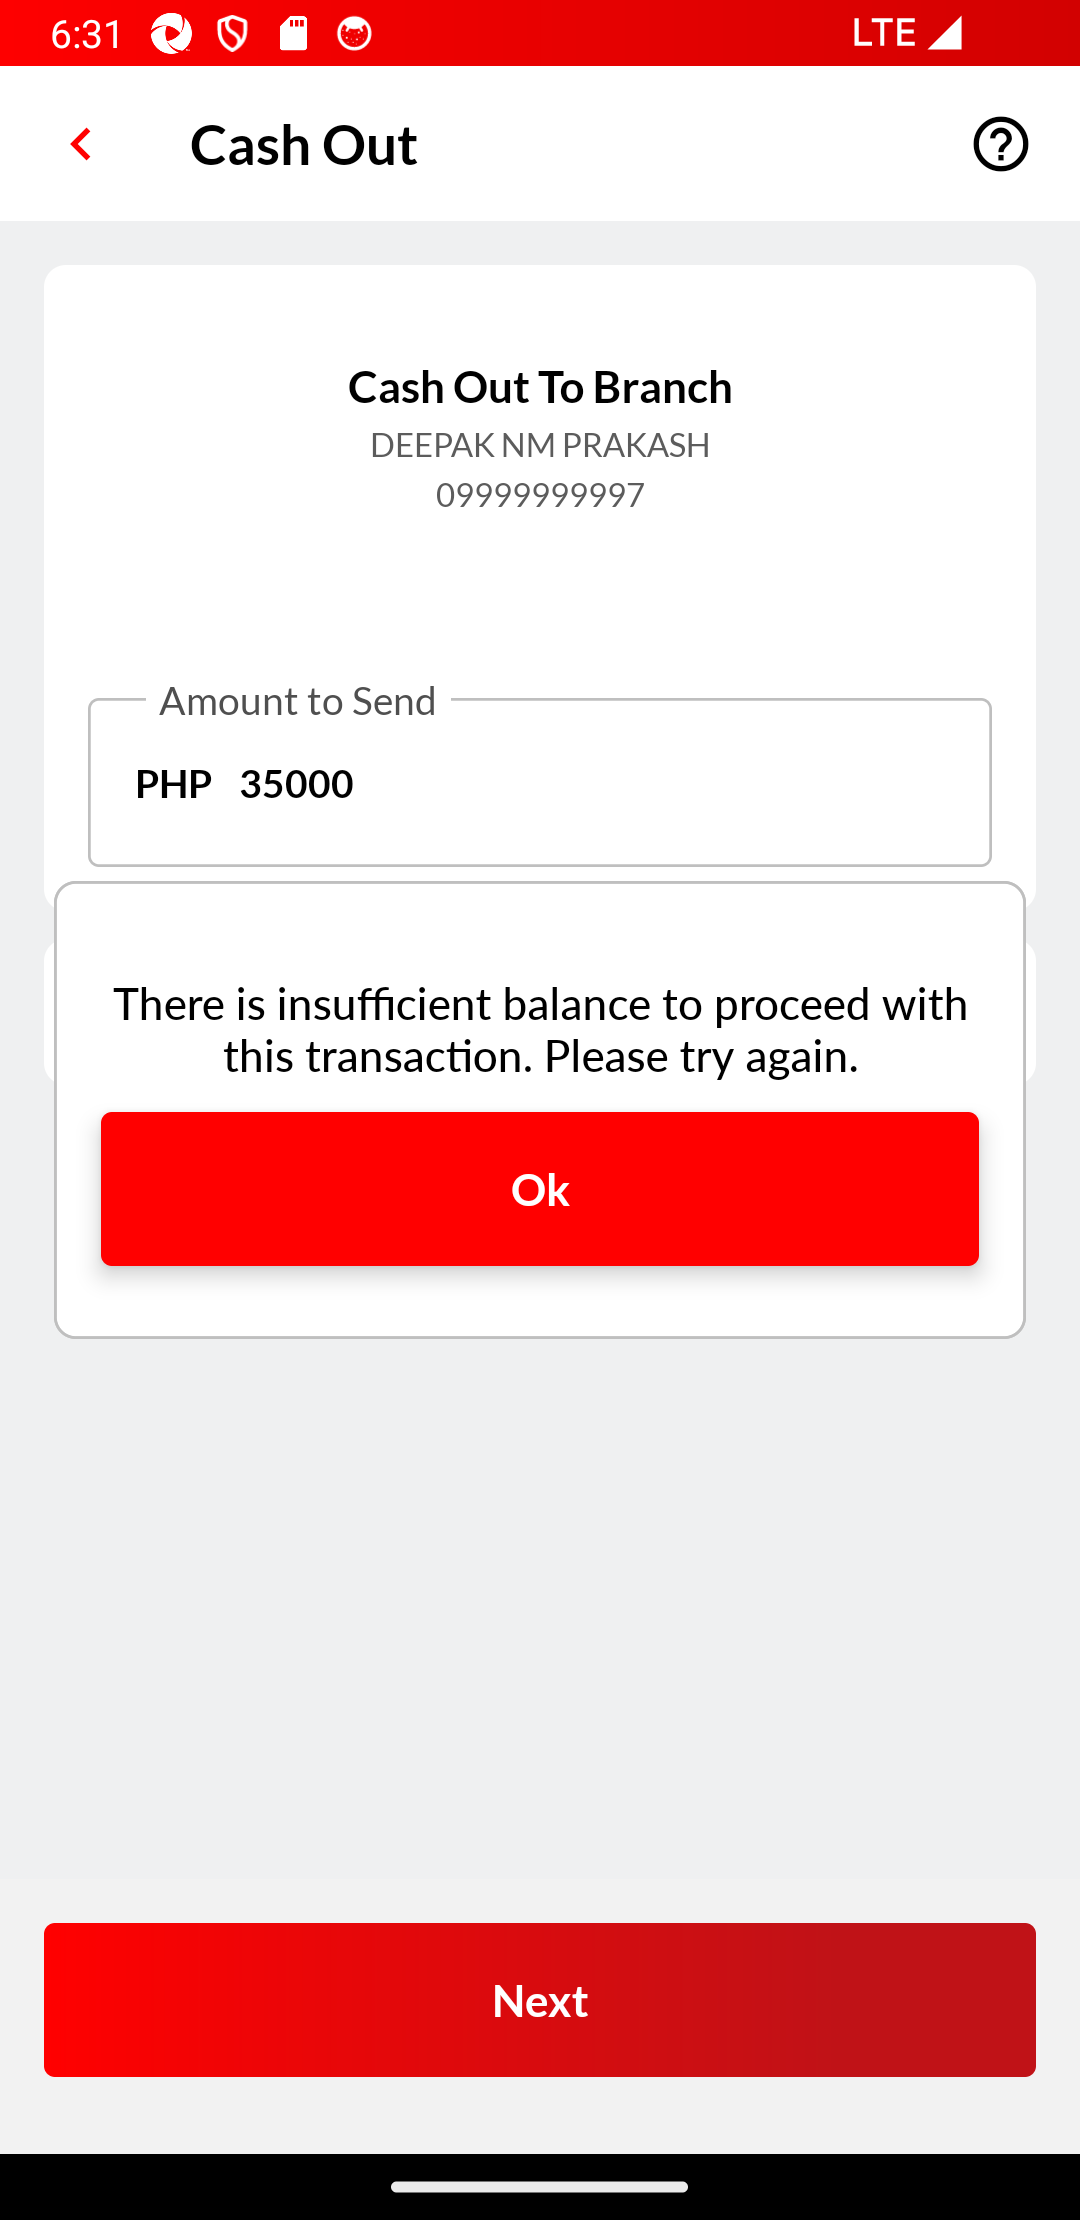 6:31
LTE
Cash Out
Cash Out To Branch
DEEPAK NM PRAKASH
09999999997
Amount to Send
PHP 35000
There is insufficient balance to proceed with
this transaction. Please try again.
Ok
Next